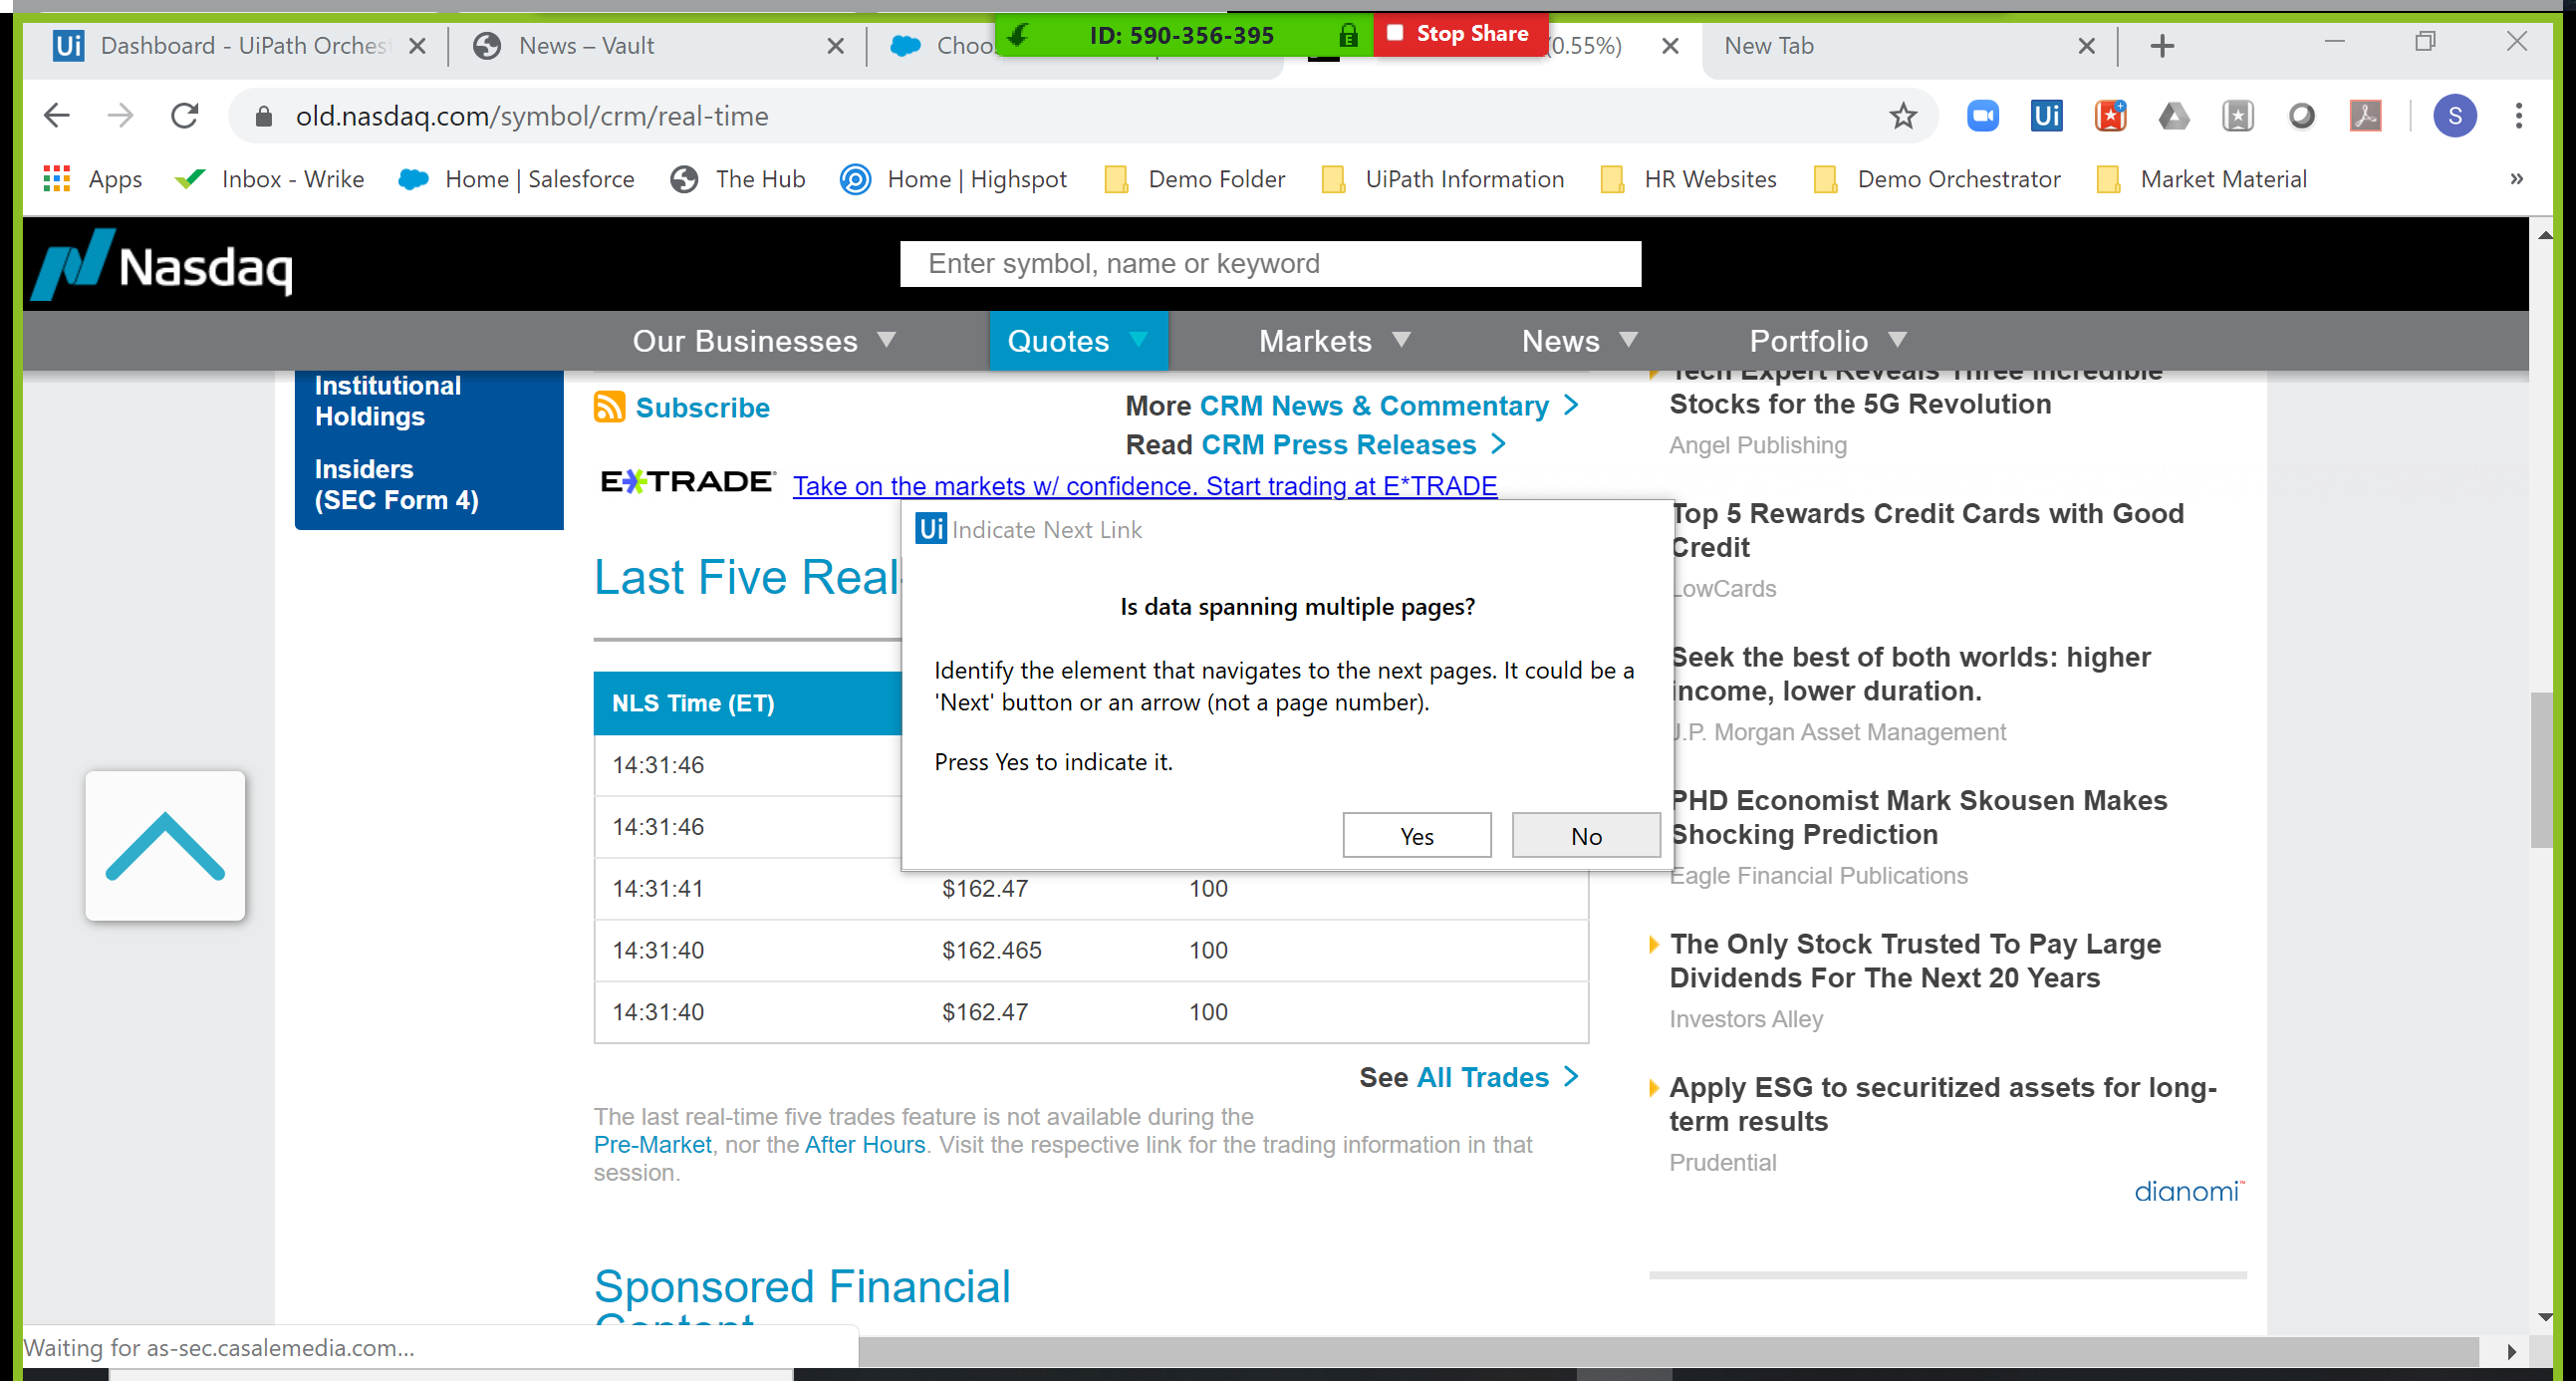 Ui Dashboard - UiPath Orches
News – Vault
Choo
ID: 590-356-395
Stop Share
(0.55%)
New Tab
old.nasdaq.com/symbol/crm/real-time
Ui
S
Apps
Inbox - Wrike
Home | Salesforce
The Hub
Home | Highspot
Demo Folder
UiPath Information
HR Websites
Demo Orchestrator
Market Material
»
Nasdaq
Enter symbol, name or keyword
Our Businesses
Quotes
Markets
News
Portfolio
Institutional
Holdings
Insiders
(SEC Form 4)
Subscribe
More CRM News & Commentary >
Read CRM Press Releases >
E*TRADE
Take on the markets w/ confidence. Start trading at E*TRADE
Last Five Real-
NLS Time (ET)
14:31:46
14:31:46
14:31:41 $162.47 100
14:31:40 $162.465 100
14:31:40 $162.47 100
See All Trades >
The last real-time five trades feature is not available during the
Pre-Market, nor the After Hours. Visit the respective link for the trading information in that
session.
Sponsored Financial
Content
Ui Indicate Next Link
Is data spanning multiple pages?
Identify the element that navigates to the next pages. It could be a
'Next' button or an arrow (not a page number).
Press Yes to indicate it.
Yes
No
Tech Expert Reveals Three Incredible
Stocks for the 5G Revolution
Angel Publishing
Top 5 Rewards Credit Cards with Good
Credit
LowCards
Seek the best of both worlds: higher
income, lower duration.
J.P. Morgan Asset Management
PHD Economist Mark Skousen Makes
Shocking Prediction
Eagle Financial Publications
The Only Stock Trusted To Pay Large
Dividends For The Next 20 Years
Investors Alley
Apply ESG to securitized assets for long-
term results
Prudential
dianomi™
Waiting for as-sec.casalemedia.com...